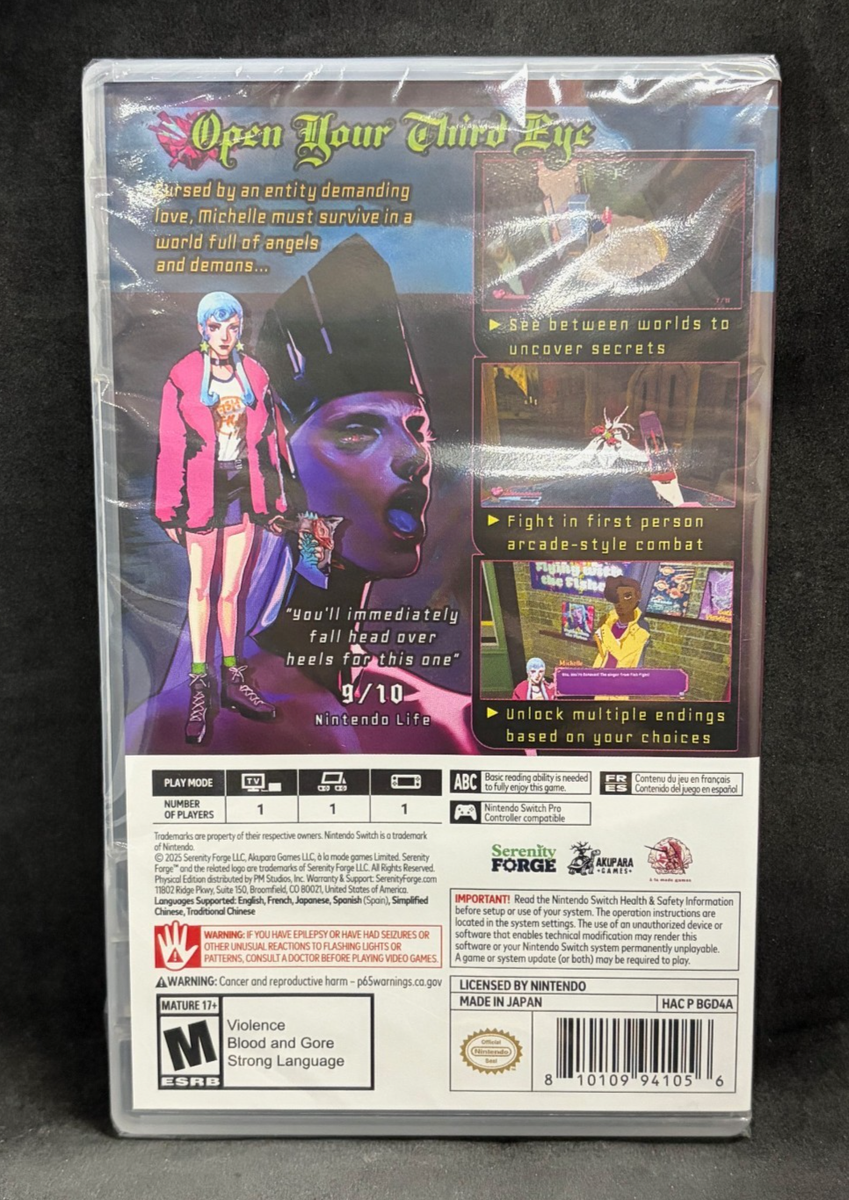 Open Your Third Eye
Cursed by an entity demanding
love, Michelle must survive in a
world full of angels
and demons...
▶ See between worlds to
uncover secrets
▶ Fight in first person
arcade-style combat
Flying with
the Fishes
Michelle
▶ Unlock multiple endings
based on your choices
"You'll immediately
fall head over
heels for this one"
9/10
Nintendo Life
PLAY MODE
TV
NUMBER
OF PLAYERS
1
1
1
ABC
Basic reading ability is needed
to fully enjoy this game.
FR
ES
Contenu du jeu en français
Contenido del juego en español
Nintendo Switch Pro
Controller compatible
Trademarks are property of their respective owners. Nintendo Switch is a trademark
of Nintendo.
© 2025 Serenity Forge LLC, Akupara Games LLC, à la mode games Limited. Serenity
Forge™ and the related logo are trademarks of Serenity Forge LLC. All Rights Reserved.
Physical Edition distributed by PM Studios, Inc. Warranty & Support: SerenityForge.com
11802 Ridge Pkwy, Suite 150, Broomfield, CO 80021, United States of America.
Languages Supported: English, French, Japanese, Spanish (Spain), Simplified
Chinese, Traditional Chinese
Serenity
FORGE
AKUPARA
GAMES
à la mode games
WARNING: IF YOU HAVE EPILEPSY OR HAVE HAD SEIZURES OR
OTHER UNUSUAL REACTIONS TO FLASHING LIGHTS OR
PATTERNS, CONSULT A DOCTOR BEFORE PLAYING VIDEO GAMES.
WARNING: Cancer and reproductive harm – p65warnings.ca.gov
IMPORTANT! Read the Nintendo Switch Health & Safety Information
before setup or use of your system. The operation instructions are
located in the system settings. The use of an unauthorized device or
software that enables technical modification may render this
software or your Nintendo Switch system permanently unplayable.
A game or system update (or both) may be required to play.
LICENSED BY NINTENDO
MADE IN JAPAN
HAC P BGD4A
MATURE 17+
M
ESRB
Violence
Blood and Gore
Strong Language
Official
Nintendo
Seal
8 10109 94105 6